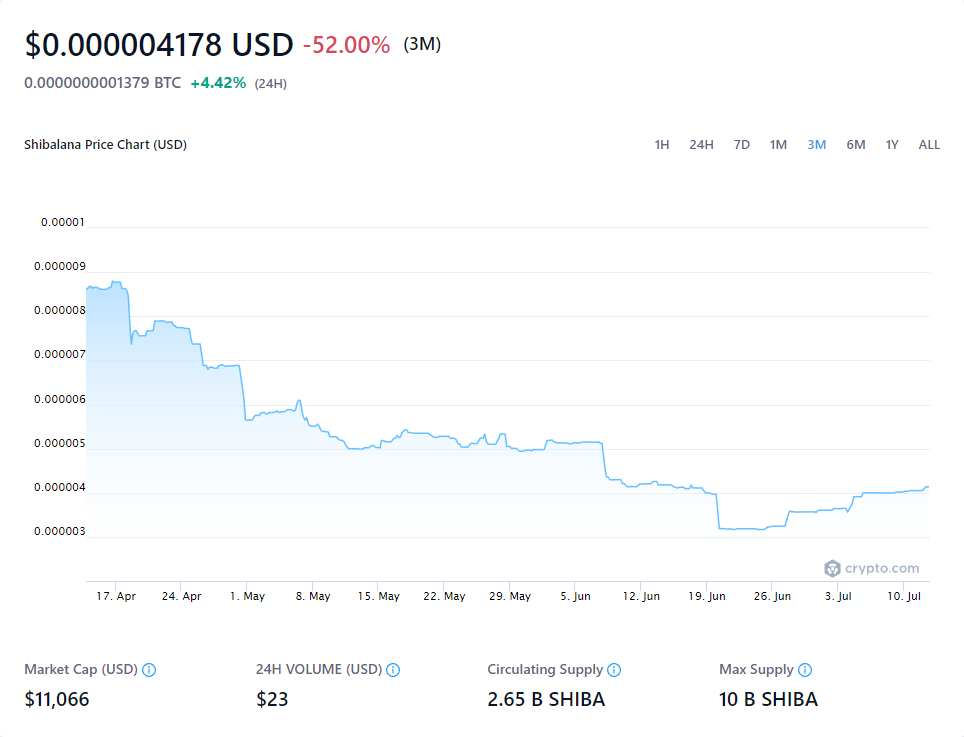 $0.000004178 USD -52.00% (3M)
0.0000000001379 BTC +4.42% (24H)
Shibalana Price Chart (USD) 1H 24H 7D 1M 3M 6M 1Y ALL
0.00001
0.000009
0.000008
0.000007
0.000006
0.000005
0.000004
0.000003
crypto.com
17. Apr 24. Apr 1. May 8. May 15. May 22. May 29. May 5. Jun 12. Jun 19. Jun 26. Jun 3. Jul 10. Jul
Market Cap (USD) 24H VOLUME (USD) Circulating Supply Max Supply
$11,066 $23 2.65 B SHIBA 10 B SHIBA